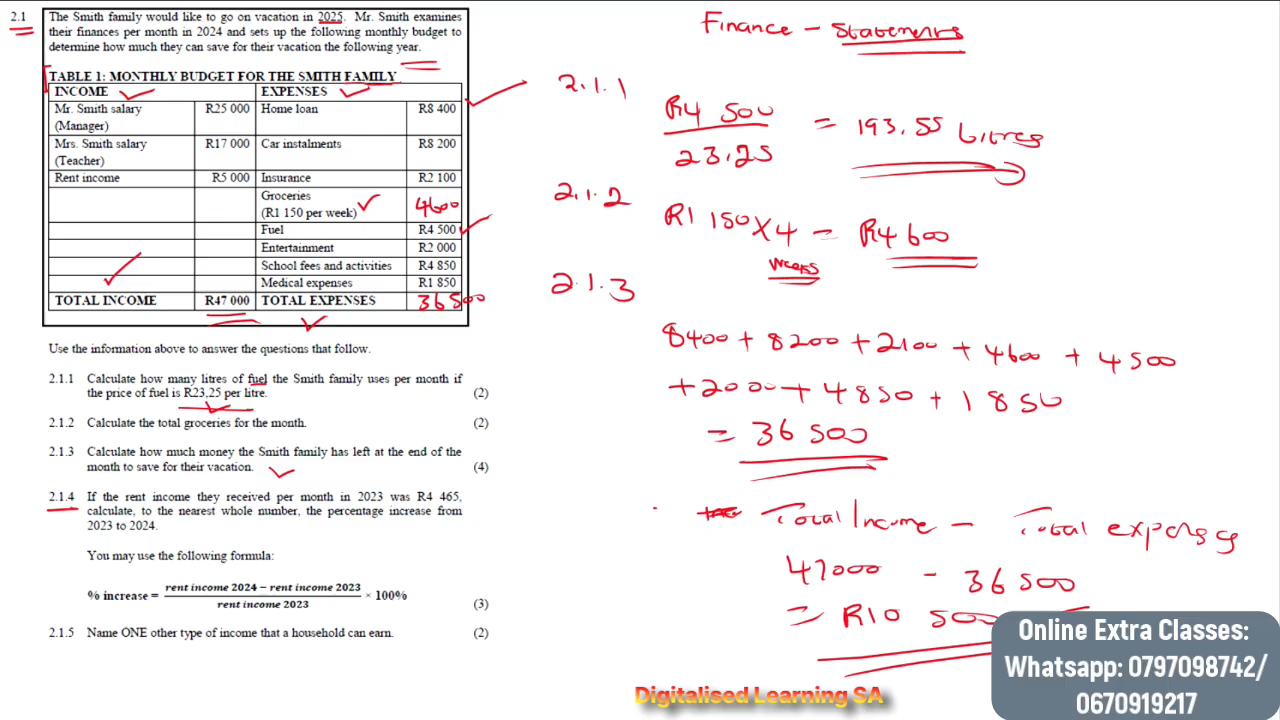 2.1 The Smith family would like to go on vacation in 2025. Mr. Smith examines
their finances per month in 2024 and sets up the following monthly budget to
determine how much they can save for their vacation the following year.
TABLE 1: MONTHLY BUDGET FOR THE SMITH FAMILY
INCOME EXPENSES
Mr. Smith salary R25 000 Home loan R8 400
(Manager)
Mrs. Smith salary R17 000 Car instalments R8 200
(Teacher)
Rent income R5 000 Insurance R2 100
Groceries
(R1 150 per week) 4600
Fuel R4 500
Entertainment R2 000
School fees and activities R4 850
Medical expenses R1 850
TOTAL INCOME R47 000 TOTAL EXPENSES 36500
Use the information above to answer the questions that follow.
2.1.1 Calculate how many litres of fuel the Smith family uses per month if
the price of fuel is R23,25 per litre. (2)
2.1.2 Calculate the total groceries for the month. (2)
2.1.3 Calculate how much money the Smith family has left at the end of the
month to save for their vacation. (4)
2.1.4 If the rent income they received per month in 2023 was R4 465,
calculate, to the nearest whole number, the percentage increase from
2023 to 2024.
You may use the following formula:
% increase = rent income 2024 – rent income 2023 / rent income 2023 × 100% (3)
2.1.5 Name ONE other type of income that a household can earn. (2)
Finance - Statements
2.1.1
R4 500
23.25
= 193.55 Litres
2.1.2
R1 150 X 4 = R4 600
weeks
2.1.3
8400 + 8200 + 2100 + 4600 + 4500
+ 2000 + 4850 + 1850
= 36 500
Total Income - Total expenses
47000 - 36500
= R10 500
Online Extra Classes:
Whatsapp: 0797098742/
0670919217
Digitalised Learning SA